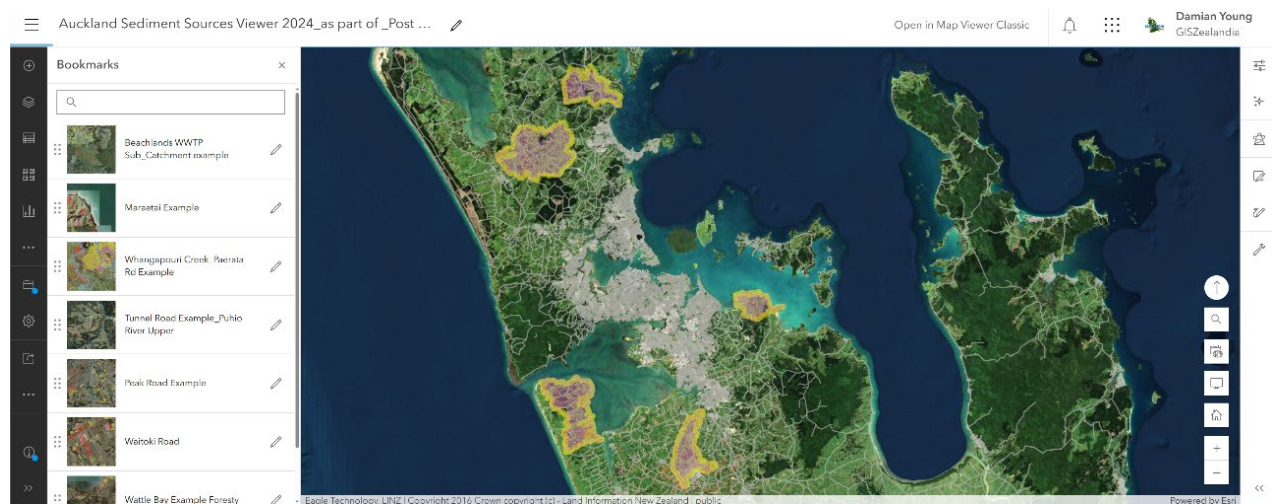 Auckland Sediment Sources Viewer 2024_as part of _Post ...
Open in Map Viewer Classic
Damian Young
GISZealandia
Bookmarks
Beachlands WWTP
Sub_Catchment example
Maraetai Example
Whangapouri Creek_Paerata
Rd Example
Tunnel Road Example_Puhio
River Upper
Peak Road Example
Waitoki Road
Wattle Bay Example Foresty
Eagle Technology, LINZ | Copyright 2016 Crown copyright (c) - Land Information New Zealand | public
Powered by Esri